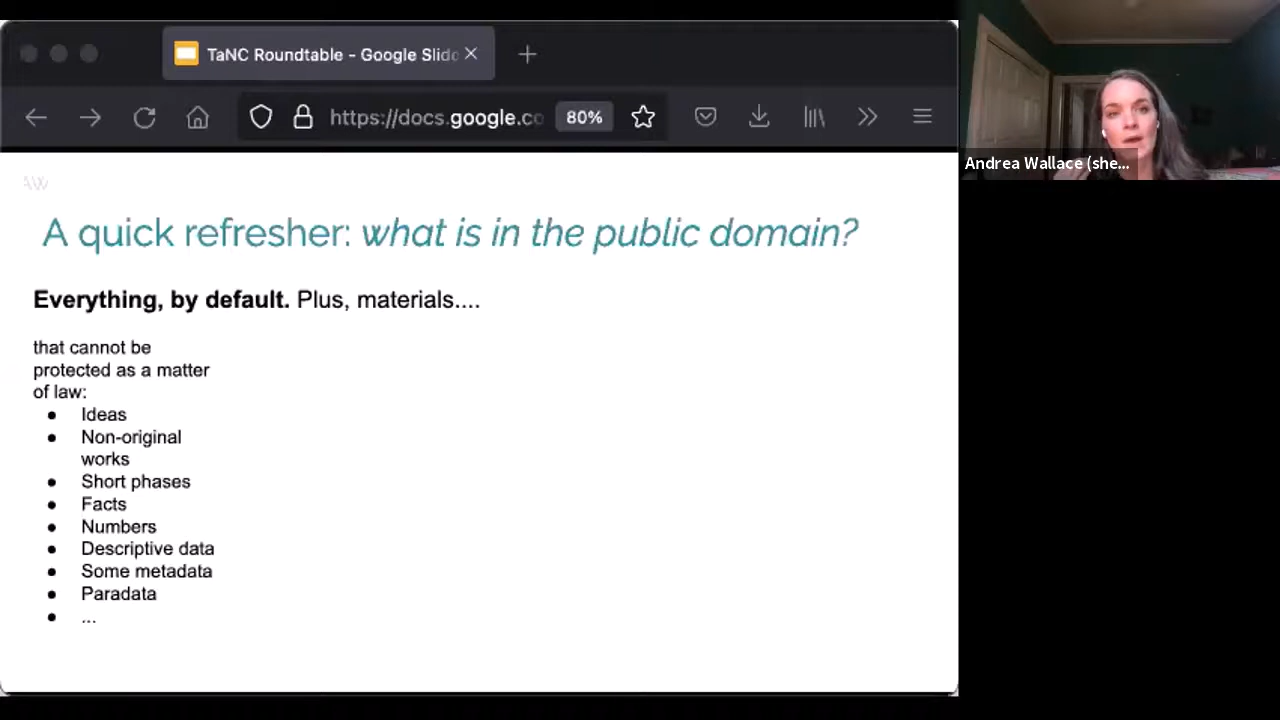 TaNC Roundtable - Google Slide
https://docs.google.co
80%
Andrea Wallace (she...
AW
A quick refresher: what is in the public domain?
Everything, by default. Plus, materials....
that cannot be
protected as a matter
of law:
● Ideas
● Non-original
works
● Short phases
● Facts
● Numbers
● Descriptive data
● Some metadata
● Paradata
● ...